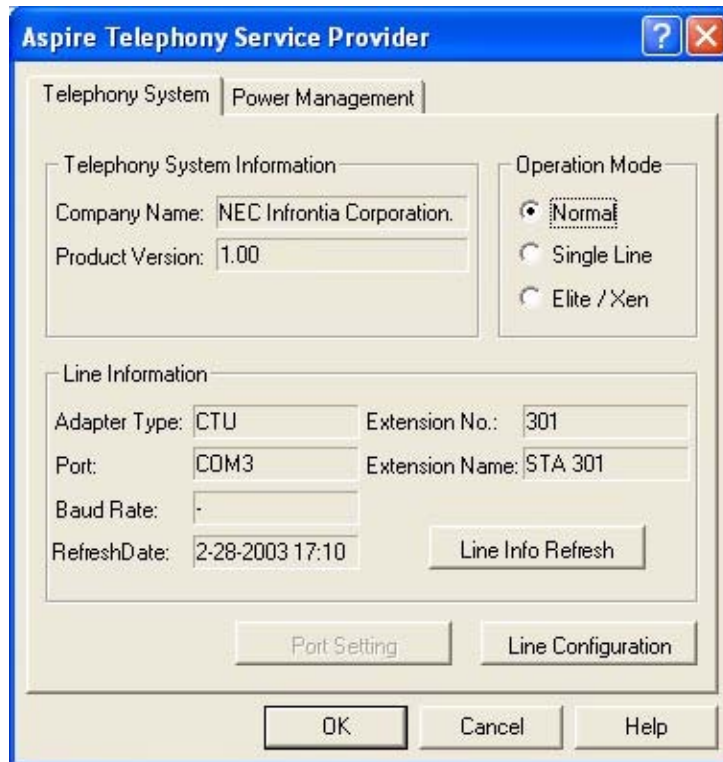 Aspire Telephony Service Provider
Telephony System
Power Management
Telephony System Information
Company Name: NEC Infrontia Corporation.
Product Version: 1.00
Operation Mode
Normal
Single Line
Elite / Xen
Line Information
Adapter Type: CTU
Extension No.: 301
Port: COM3
Extension Name: STA 301
Baud Rate: -
RefreshDate: 2-28-2003 17:10
Line Info Refresh
Port Setting
Line Configuration
OK
Cancel
Help